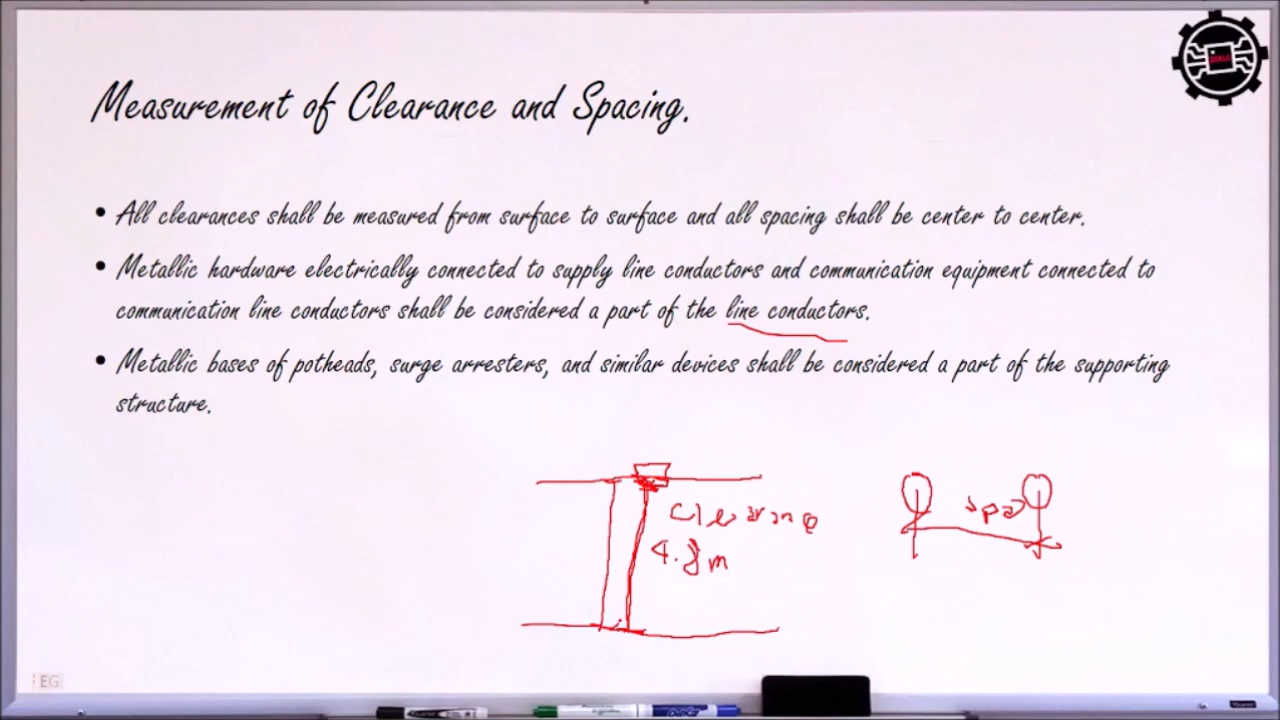 Measurement of Clearance and Spacing.
• All clearances shall be measured from surface to surface and all spacing shall be center to center.
• Metallic hardware electrically connected to supply line conductors and communication equipment connected to
communication line conductors shall be considered a part of the line conductors.
• Metallic bases of potheads, surge arresters, and similar devices shall be considered a part of the supporting
structure.
spa
4.8m
EG